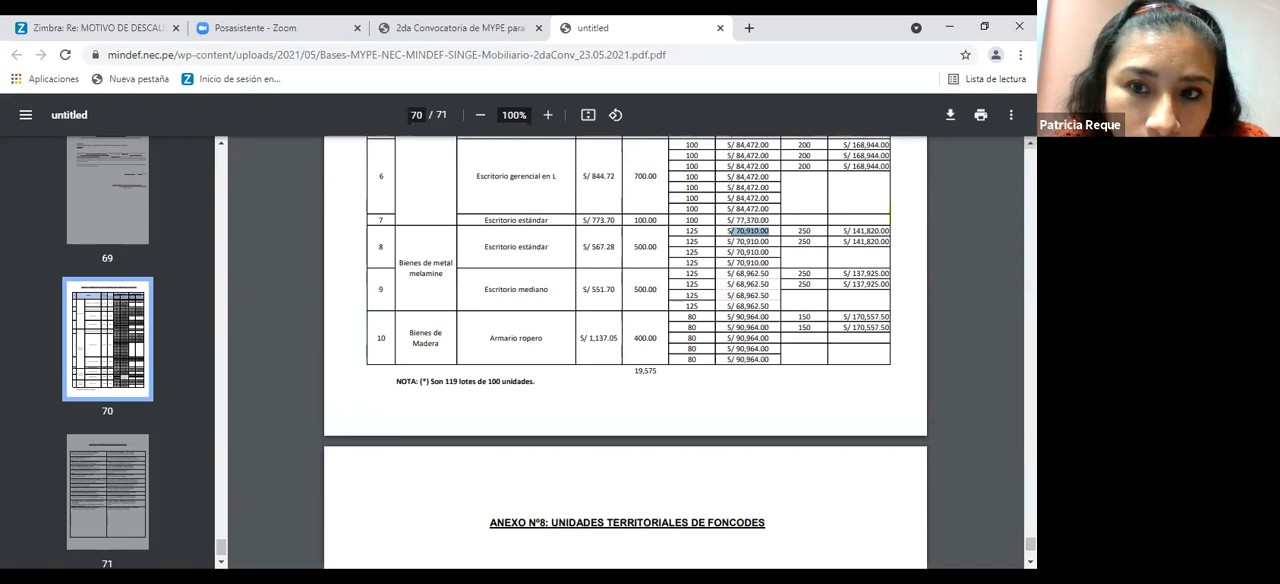 Zimbra: Re: MOTIVO DE DESCAL
Posasistente - Zoom
2da Convocatoria de MYPE para
untitled
mindef.nec.pe/wp-content/uploads/2021/05/Bases-MYPE-NEC-MINDEF-SINGE-Mobiliario-2daConv_23.05.2021.pdf.pdf
Aplicaciones Nueva pestaña Inicio de sesión en... Lista de lectura
untitled 70 / 71 100%
Patricia Reque
100 S/ 84,472.00 200 S/ 168,944.00
100 S/ 84,472.00 200 S/ 168,944.00
100 S/ 84,472.00 200 S/ 168,944.00
6 Escritorio gerencial en L S/ 844.72 700.00 100 S/ 84,472.00
100 S/ 84,472.00
100 S/ 84,472.00
100 S/ 84,472.00
7 Escritorio estándar S/ 773.70 100.00 100 S/ 77,370.00
125 S/ 70,910.00 250 S/ 141,820.00
8 Escritorio estándar S/ 567.28 500.00 125 S/ 70,910.00 250 S/ 141,820.00
125 S/ 70,910.00
125 S/ 70,910.00
Bienes de metal
melamine
125 S/ 68,962.50 250 S/ 137,925.00
9 Escritorio mediano S/ 551.70 500.00 125 S/ 68,962.50 250 S/ 137,925.00
125 S/ 68,962.50
125 S/ 68,962.50
80 S/ 90,964.00 150 S/ 170,557.50
80 S/ 90,964.00 150 S/ 170,557.50
10 Bienes de
Madera
Armario ropero S/ 1,137.05 400.00 80 S/ 90,964.00
80 S/ 90,964.00
80 S/ 90,964.00
19,575
NOTA: (*) Son 119 lotes de 100 unidades.
ANEXO Nº8: UNIDADES TERRITORIALES DE FONCODES
69
70
71